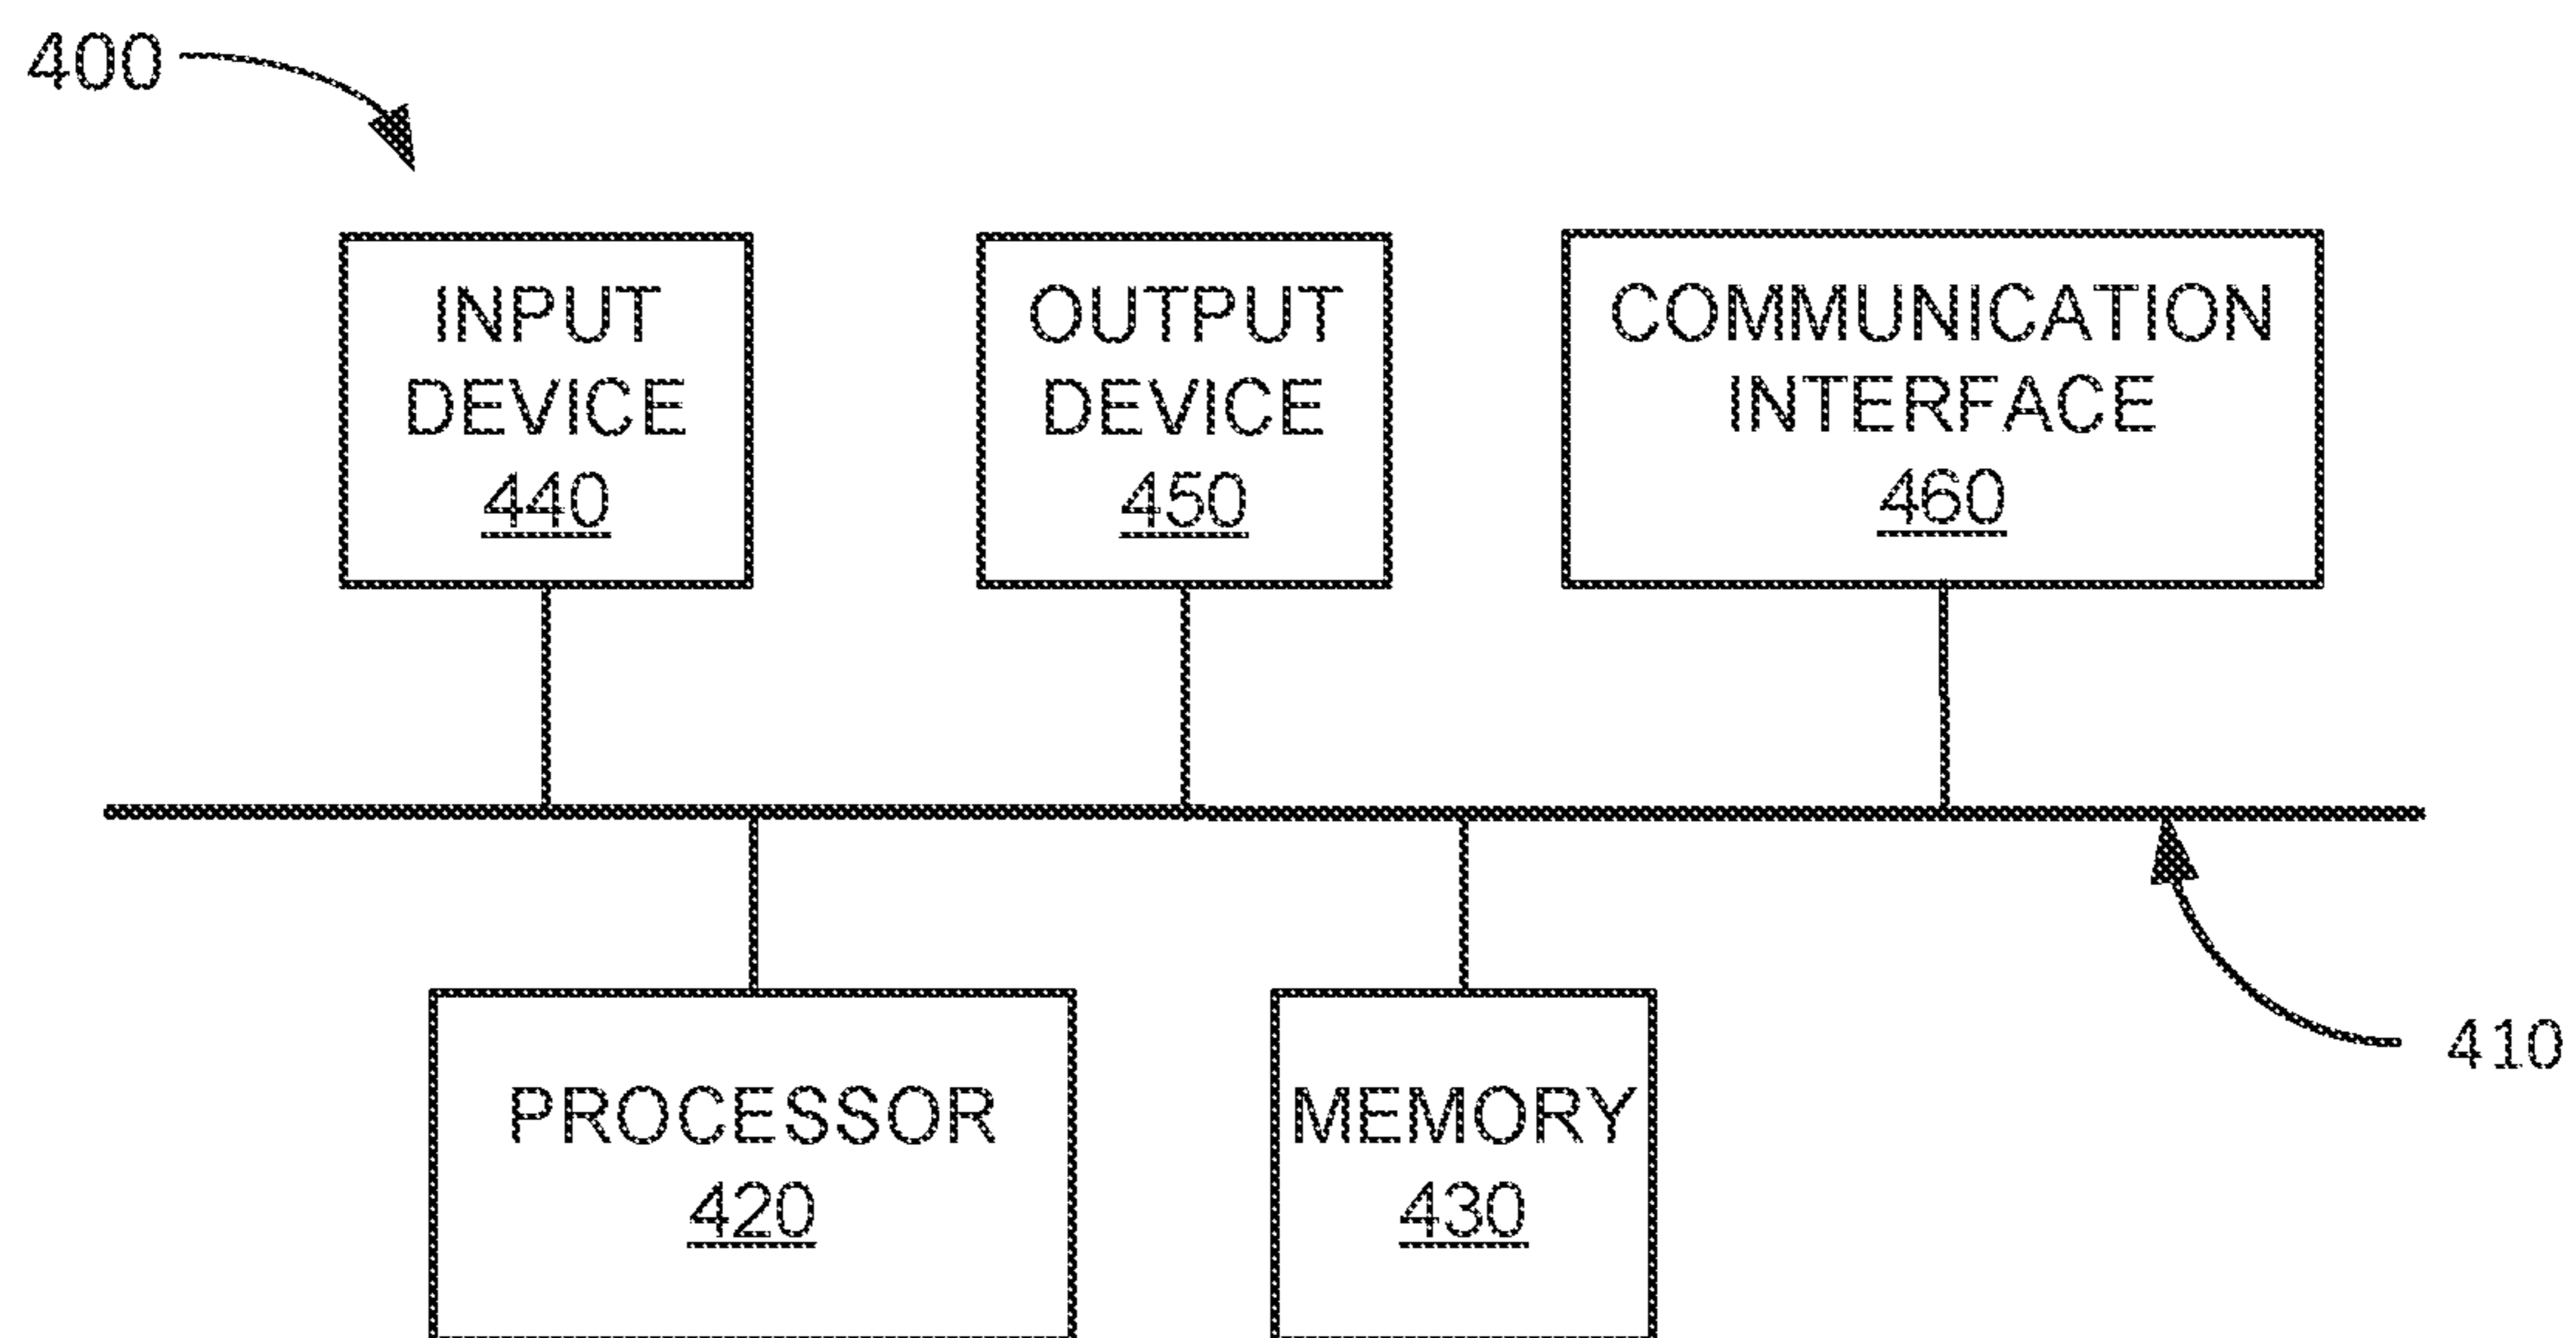 400
INPUT
DEVICE
440
OUTPUT
DEVICE
450
COMMUNICATION
INTERFACE
460
410
PROCESSOR
420
MEMORY
430